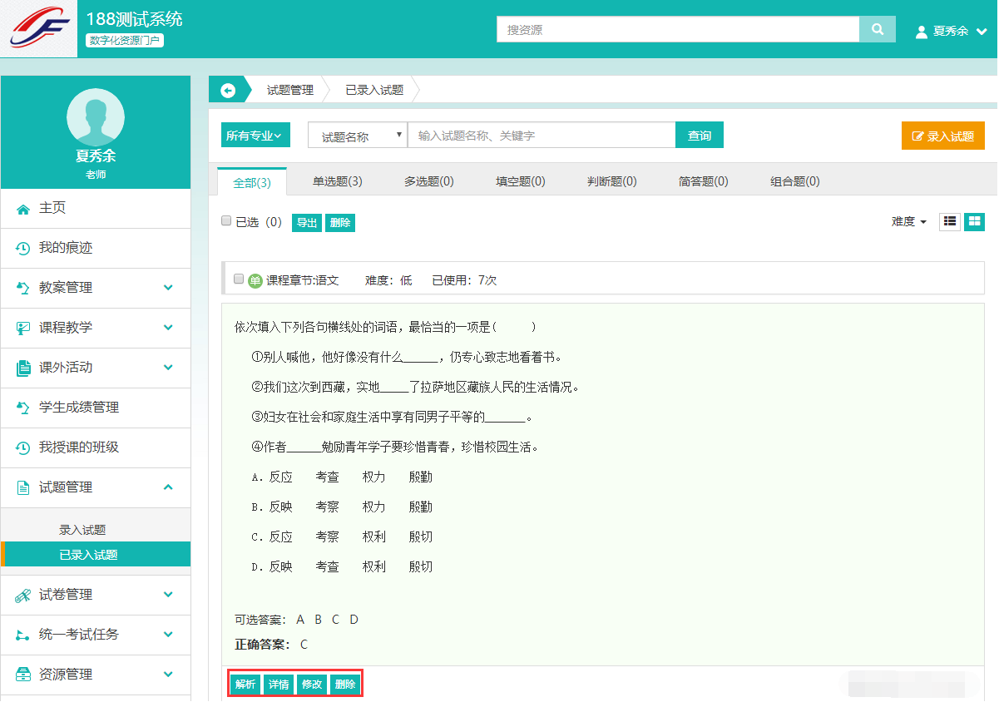 188测试系统
数字化资源门户
搜资源
夏秀余
夏秀余
老师
主页
我的痕迹
教案管理
课程教学
课外活动
学生成绩管理
我授课的班级
试题管理
录入试题
已录入试题
试卷管理
统一考试任务
资源管理
试题管理 已录入试题
所有专业 试题名称 输入试题名称、关键字 查询 录入试题
全部(3) 单选题(3) 多选题(0) 填空题(0) 判断题(0) 简答题(0) 组合题(0)
已选（0） 导出 删除 难度
单 课程章节:语文 难度：低 已使用：7次
依次填入下列各句横线处的词语，最恰当的一项是(　　　)
①别人喊他，他好像没有什么______，仍专心致志地看着书。
②我们这次到西藏，实地_____了拉萨地区藏族人民的生活情况。
③妇女在社会和家庭生活中享有同男子平等的_______。
④作者______勉励青年学子要珍惜青春，珍惜校园生活。
A．反应　　考查　　权力　　殷勤
B．反映　　考察　　权力　　殷勤
C．反应　　考察　　权利　　殷切
D．反映　　考查　　权利　　殷切
可选答案： A B C D
正确答案： C
解析 详情 修改 删除